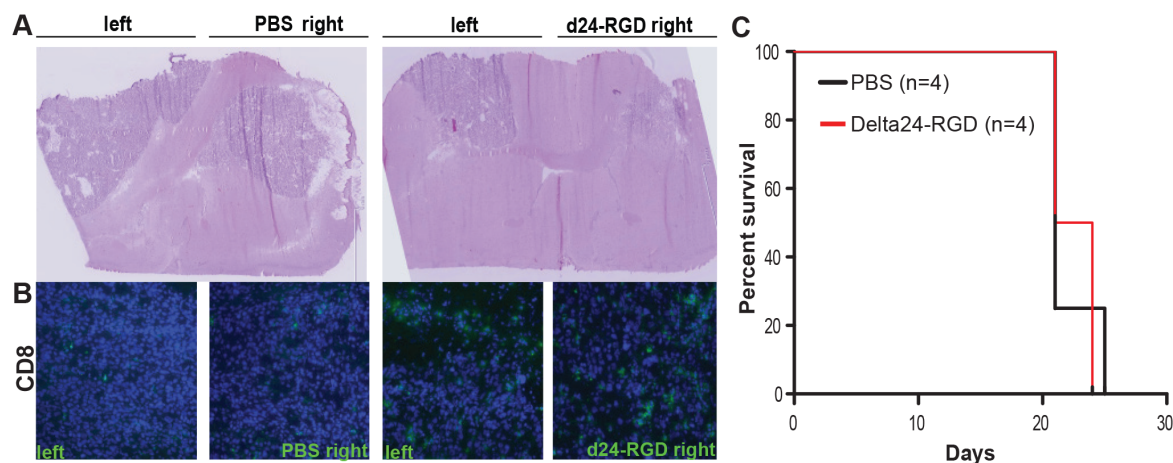 A
left
PBS right
left
d24-RGD right
B
CD8
left
PBS right
left
d24-RGD right
C
Percent survival
100
80
60
40
20
0
PBS (n=4)
Delta24-RGD (n=4)
0
10
20
30
Days